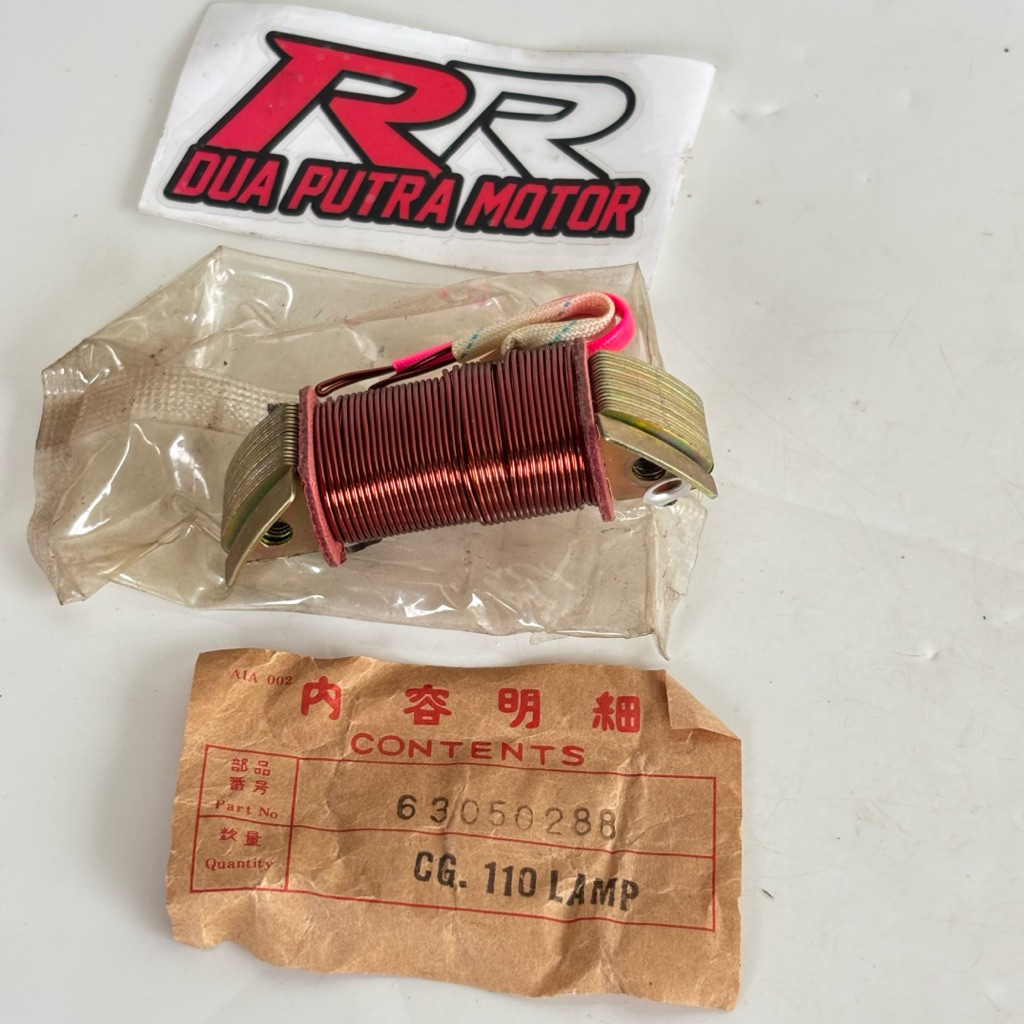 RR
DUA PUTRA MOTOR
AIA 002
内容明細
CONTENTS
部品
番号
Part No
63050288
数量
Quantity
CG. 110 LAMP